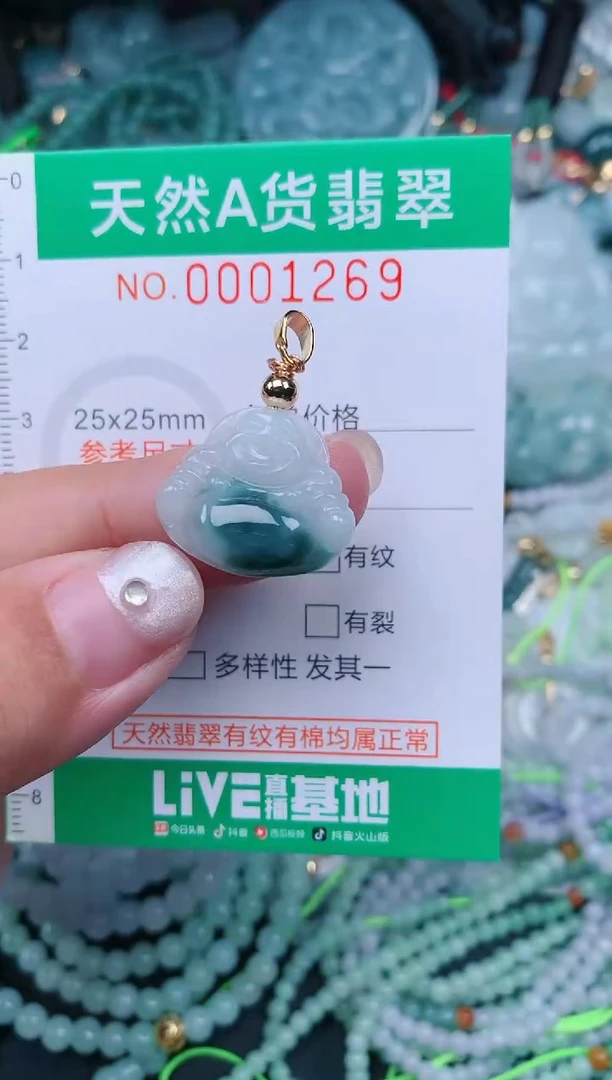 天然A货翡翠
NO.0001269
0
1
2
3
8
25x25mm
价格
参考尺寸
有纹
有裂
多样性 发其一
天然翡翠有纹有棉均属正常
LiVE直播基地
今日头条 抖音 西瓜视频 抖音火山版